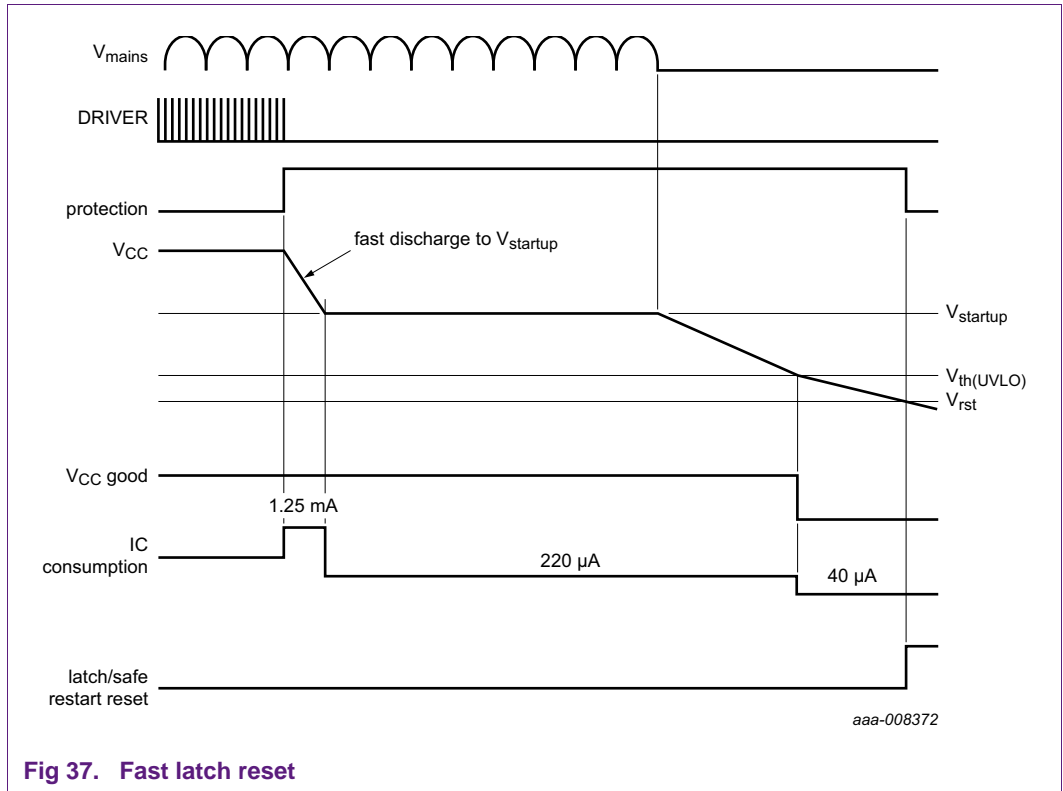 Vmains
DRIVER
protection
VCC
fast discharge to Vstartup
Vstartup
Vth(UVLO)
Vrst
VCC good
1.25 mA
IC
consumption
220 µA
40 µA
latch/safe
restart reset
aaa-008372
Fig 37. Fast latch reset